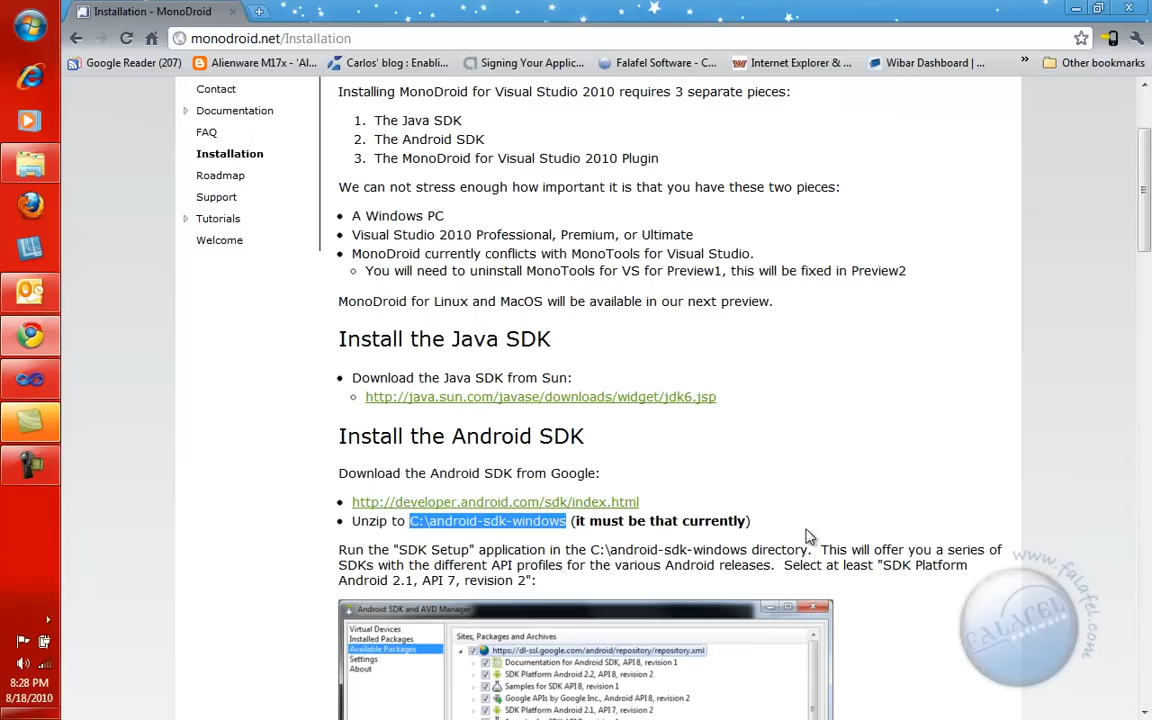 Installation - MonoDroid
monodroid.net/Installation
Google Reader (207)
Alienware M17x - 'Al...
Carlos' blog : Enabli...
Signing Your Applic...
Falafel Software - C...
Internet Explorer & ...
Wibar Dashboard | ...
»
Other bookmarks
Contact
Documentation
FAQ
Installation
Roadmap
Support
Tutorials
Welcome
Installing MonoDroid for Visual Studio 2010 requires 3 separate pieces:
1. The Java SDK
2. The Android SDK
3. The MonoDroid for Visual Studio 2010 Plugin
We can not stress enough how important it is that you have these two pieces:
• A Windows PC
• Visual Studio 2010 Professional, Premium, or Ultimate
• MonoDroid currently conflicts with MonoTools for Visual Studio.
You will need to uninstall MonoTools for VS for Preview1, this will be fixed in Preview2
MonoDroid for Linux and MacOS will be available in our next preview.
Install the Java SDK
• Download the Java SDK from Sun:
http://java.sun.com/javase/downloads/widget/jdk6.jsp
Install the Android SDK
Download the Android SDK from Google:
• http://developer.android.com/sdk/index.html
• Unzip to C:\android-sdk-windows (it must be that currently)
Run the "SDK Setup" application in the C:\android-sdk-windows directory.  This will offer you a series of
SDKs with the different API profiles for the various Android releases.  Select at least "SDK Platform
Android 2.1, API 7, revision 2":
Android SDK and AVD Manager
Virtual Devices
Installed Packages
Available Packages
Settings
About
Sites, Packages and Archives
https://dl-ssl.google.com/android/repository/repository.xml
Documentation for Android SDK, API 8, revision 1
SDK Platform Android 2.2, API 8, revision 2
Samples for SDK API 8, revision 1
Google APIs by Google Inc., Android API 8, revision 2
SDK Platform Android 2.1, API 7, revision 2
www.falafel.com
FALAFEL
8:28 PM
8/18/2010